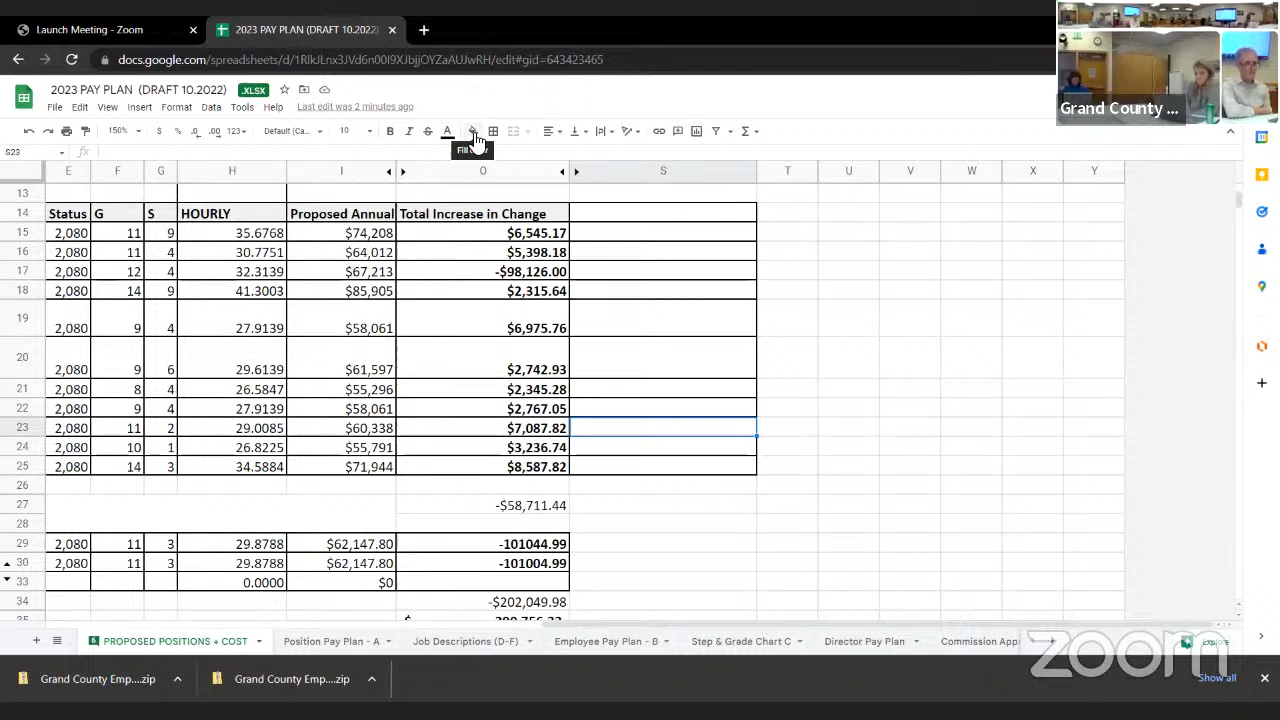 Launch Meeting - Zoom
2023 PAY PLAN (DRAFT 10.2022)
docs.google.com/spreadsheets/d/1RlkJLnx3JVd6n00I9XJbjjOYZaAUJwRH/edit#gid=643423465
Grand County ...
2023 PAY PLAN (DRAFT 10.2022) .XLSX
File Edit View Insert Format Data Tools Help Last edit was 2 minutes ago
150% $ % .0 .00 123 Default (Ca... 10 B I S A
S23 fx Fill
E F G H I O S T U V W X Y
13
14 Status G S HOURLY Proposed Annual Total Increase in Change
15 2,080 11 9 35.6768 $74,208 $6,545.17
16 2,080 11 4 30.7751 $64,012 $5,398.18
17 2,080 12 4 32.3139 $67,213 -$98,126.00
18 2,080 14 9 41.3003 $85,905 $2,315.64
19 2,080 9 4 27.9139 $58,061 $6,975.76
20 2,080 9 6 29.6139 $61,597 $2,742.93
21 2,080 8 4 26.5847 $55,296 $2,345.28
22 2,080 9 4 27.9139 $58,061 $2,767.05
23 2,080 11 2 29.0085 $60,338 $7,087.82
24 2,080 10 1 26.8225 $55,791 $3,236.74
25 2,080 14 3 34.5884 $71,944 $8,587.82
26
27 -$58,711.44
28
29 2,080 11 3 29.8788 $62,147.80 -101044.99
30 2,080 11 3 29.8788 $62,147.80 -101004.99
33 0.0000 $0
34 -$202,049.98
6 PROPOSED POSITIONS + COST Position Pay Plan - A Job Descriptions (D-F) Employee Pay Plan - B Step & Grade Chart C Director Pay Plan Commission App Explore
zoom
Grand County Emp....zip Grand County Emp....zip Show all